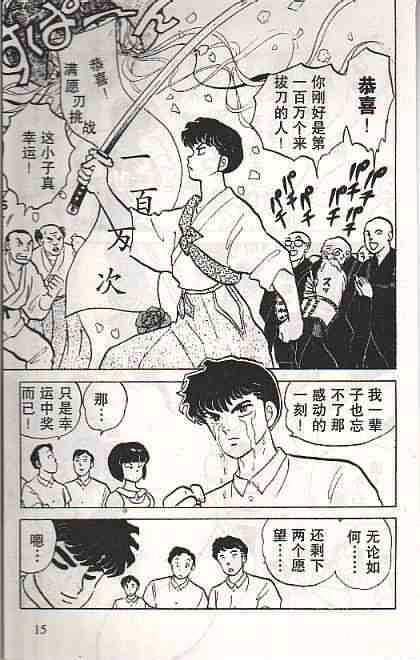 恭喜！
你刚好是第
一百万个来
拔刀的人！
パチ
パチ
パチ
パチ
恭喜！
满愿刃挑战
一百万次
这小子真
幸运！
ずぱー
我一辈
子也忘
不了那
感动的
一刻！
那…
只是幸
运中奖
而已！
无论如
何……
还剩下
两个愿
望……
嗯……
15